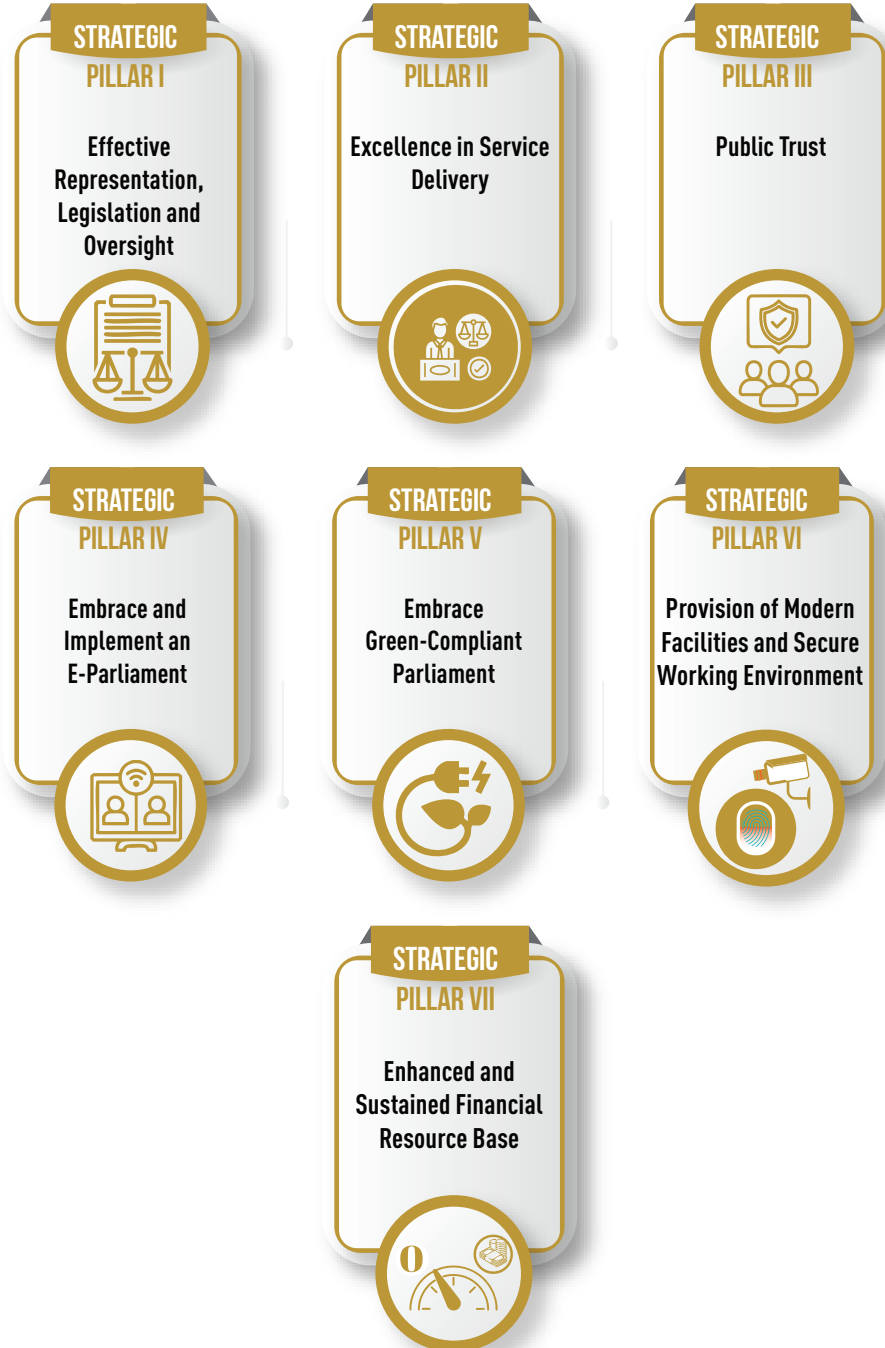 STRATEGIC
PILLAR I
Effective
Representation,
Legislation and
Oversight
STRATEGIC
PILLAR II
Excellence in Service
Delivery
STRATEGIC
PILLAR III
Public Trust
STRATEGIC
PILLAR IV
Embrace and
Implement an
E-Parliament
STRATEGIC
PILLAR V
Embrace
Green-Compliant
Parliament
STRATEGIC
PILLAR VI
Provision of Modern
Facilities and Secure
Working Environment
STRATEGIC
PILLAR VII
Enhanced and
Sustained Financial
Resource Base
0